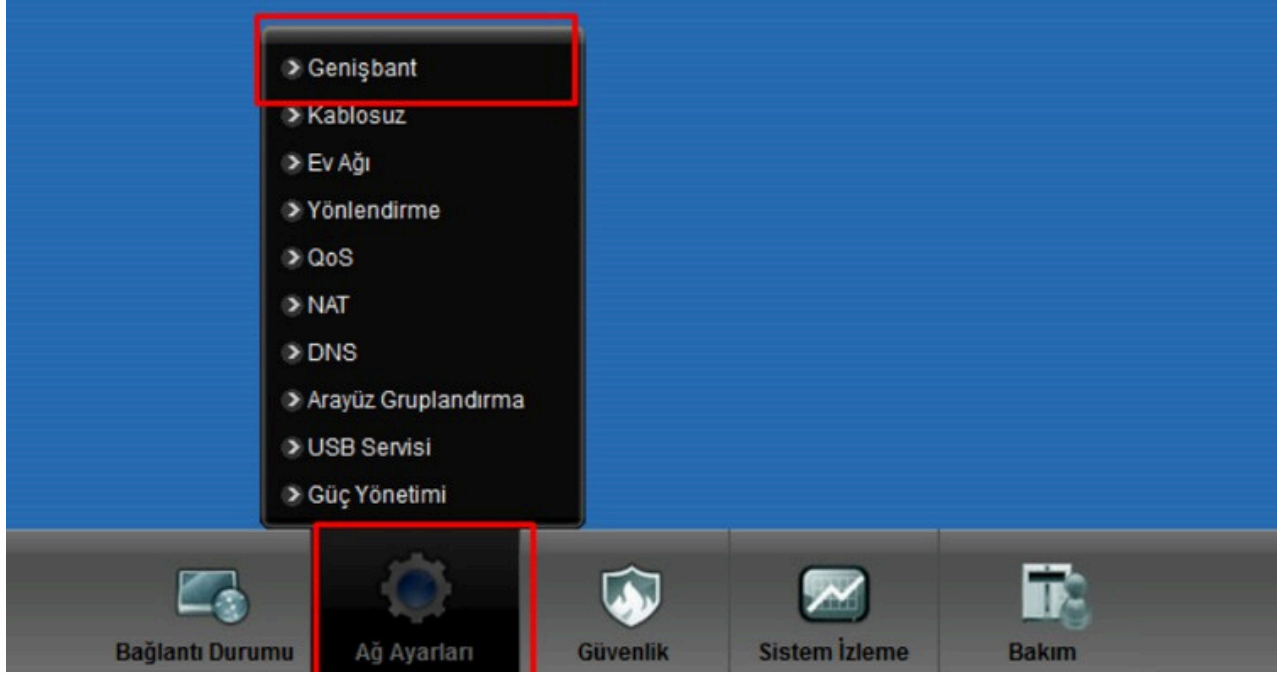 Genişbant
Kablosuz
Ev Ağı
Yönlendirme
QoS
NAT
DNS
Arayüz Gruplandırma
USB Servisi
Güç Yönetimi
Bağlantı Durumu
Ağ Ayarları
Güvenlik
Sistem İzleme
Bakım